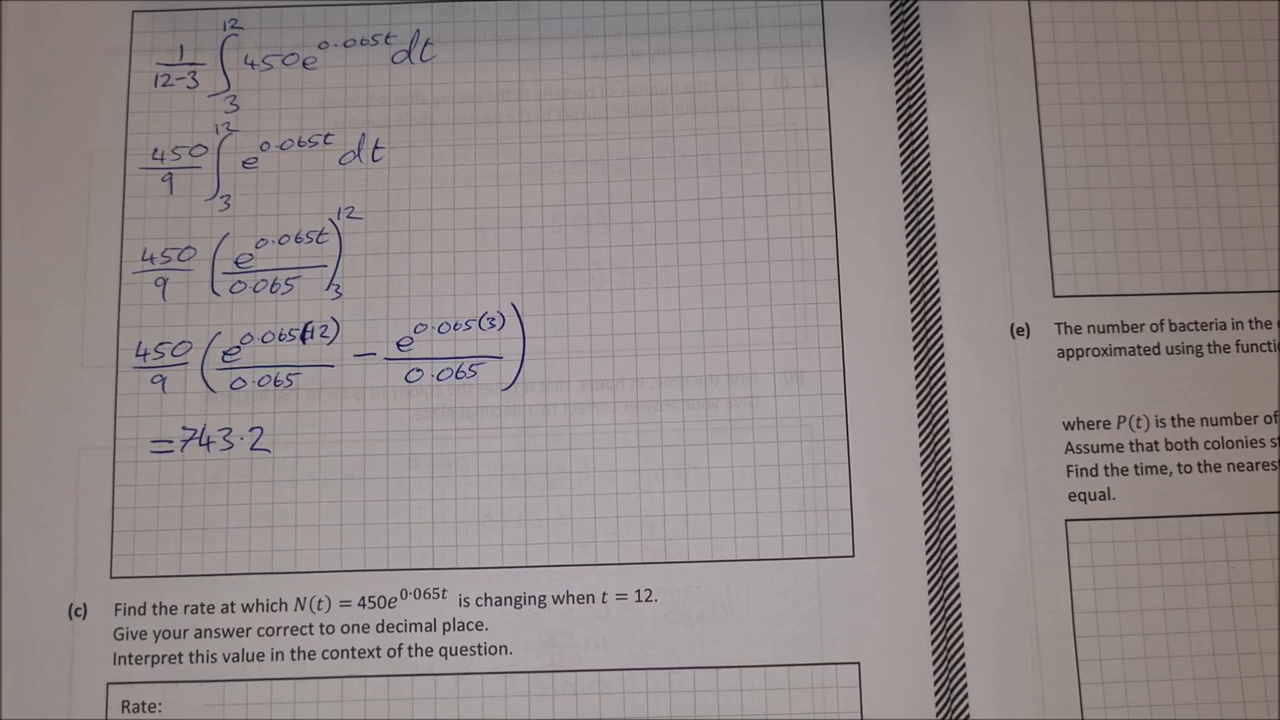 1/(12-3) ∫₃¹² 450e^(0.065t) dt
450/9 ∫₃¹² e^(0.065t) dt
450/9 (e^(0.065t)/0.065)₃¹²
450/9 (e^(0.065(12))/0.065 - e^(0.065(3))/0.065)
=743.2
(c) Find the rate at which N(t) = 450e^(0·065t) is changing when t = 12.
Give your answer correct to one decimal place.
Interpret this value in the context of the question.
Rate:
(e) The number of bacteria in the
approximated using the functi
where P(t) is the number of
Assume that both colonies s
Find the time, to the neares
equal.